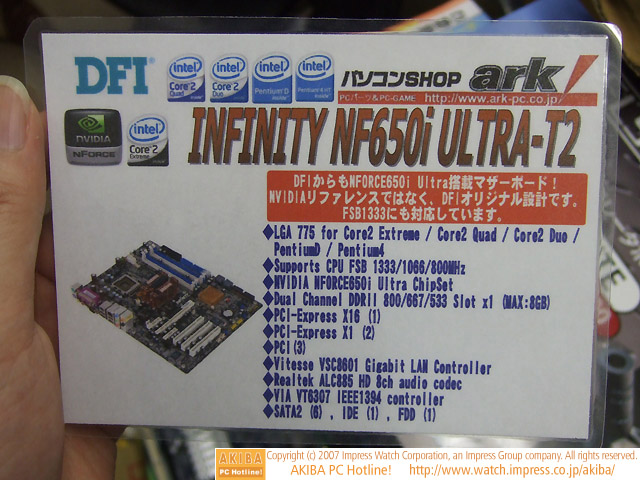 DFI
intel Core 2 Quad inside
intel Core 2 Duo inside
intel Pentium D inside
intel Pentium 4 HT inside
パソコンSHOP ark!
PCパーツ&PC-GAME http://www.ark-pc.co.jp/
NVIDIA NFORCE
intel Core 2 Extreme inside
INFINITY NF650i ULTRA-T2
DFIからもNFORCE650i Ultra搭載マザーボード!
NVIDIAリファレンスではなく、DFIオリジナル設計です。
FSB1333にも対応しています。
◆LGA 775 for Core2 Extreme / Core2 Quad / Core2 Duo /
PentiumD / Pentium4
◆Supports CPU FSB 1333/1066/800MHz
◆NVIDIA NFORCE650i Ultra ChipSet
◆Dual Channel DDRII 800/667/533 Slot x1 (MAX:8GB)
◆PCI-Express X16 (1)
◆PCI-Express X1 (2)
◆PCI(3)
◆Vitesse VSC8601 Gigabit LAN Controller
◆Realtek ALC885 HD 8ch audio codec
◆VIA VT6307 IEEE1394 controller
◆SATA2 (6) , IDE (1) , FDD (1)
AKIBA PC Hotline!
Copyright (c) 2007 Impress Watch Corporation, an Impress Group company. All rights reserved.
AKIBA PC Hotline! http://www.watch.impress.co.jp/akiba/